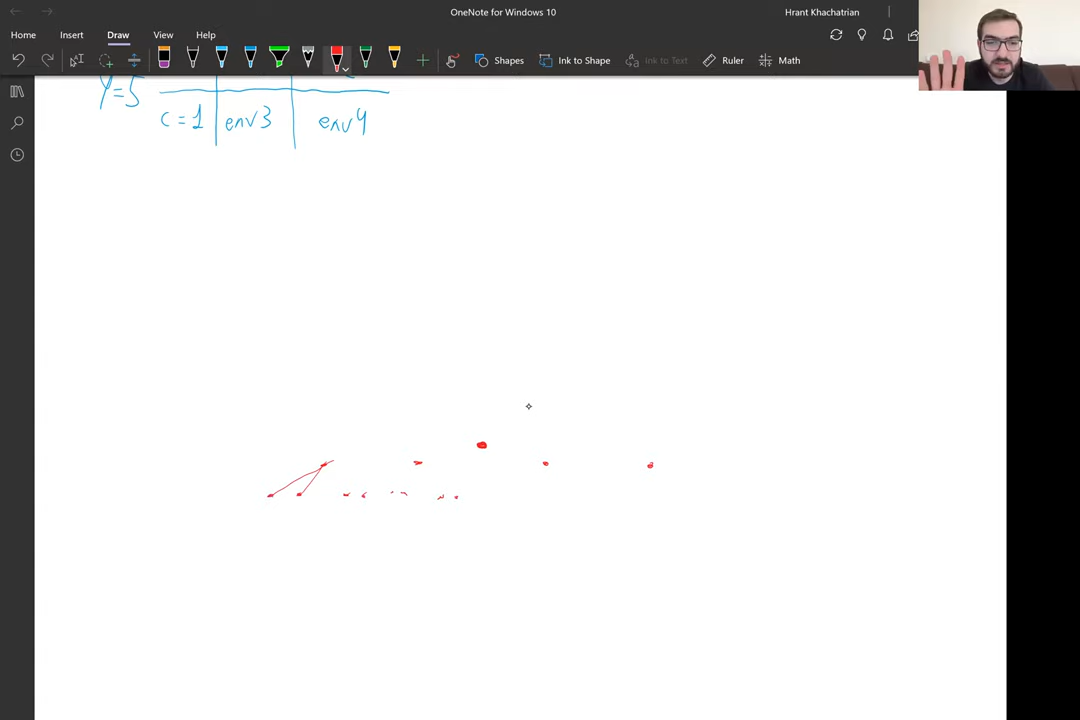 OneNote for Windows 10
Hrant Khachatrian
Home Insert Draw View Help
Shapes Ink to Shape Ink to Text Ruler Math
Y=5
c=1 env3 env4